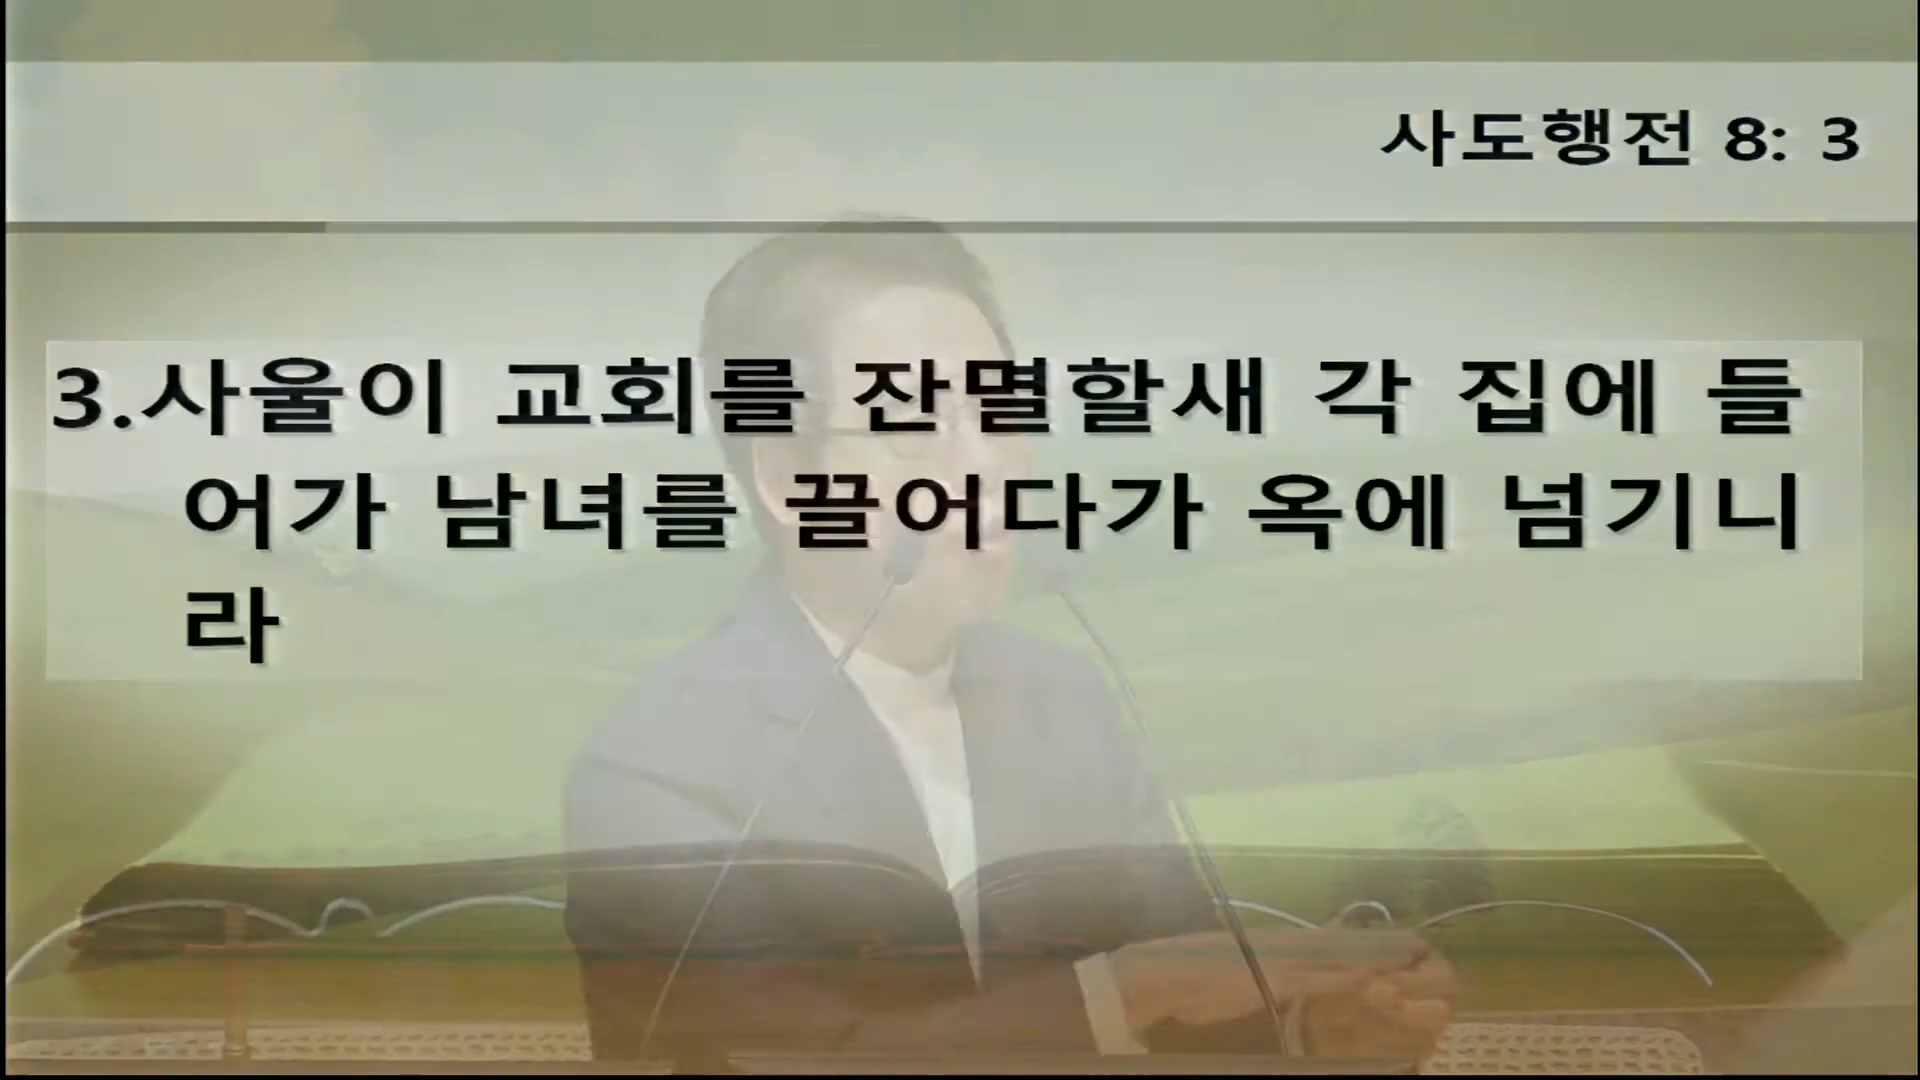 사도행전 8: 3
3.사울이 교회를 잔멸할새 각 집에 들
어가 남녀를 끌어다가 옥에 넘기니
라